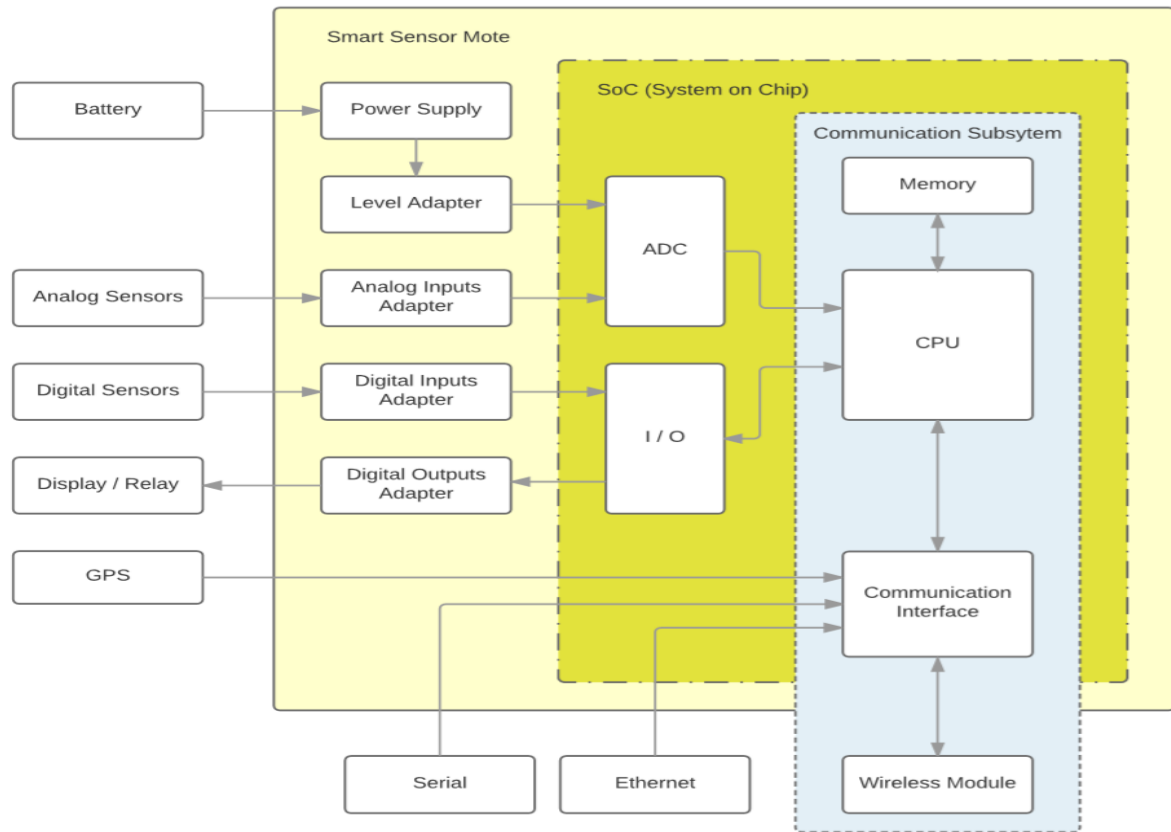 Smart Sensor Mote
SoC (System on Chip)
Communication Subsytem
Battery
Power Supply
Level Adapter
ADC
Memory
Analog Sensors
Analog Inputs
Adapter
CPU
Digital Sensors
Digital Inputs
Adapter
I / O
Display / Relay
Digital Outputs
Adapter
GPS
Communication
Interface
Serial
Ethernet
Wireless Module